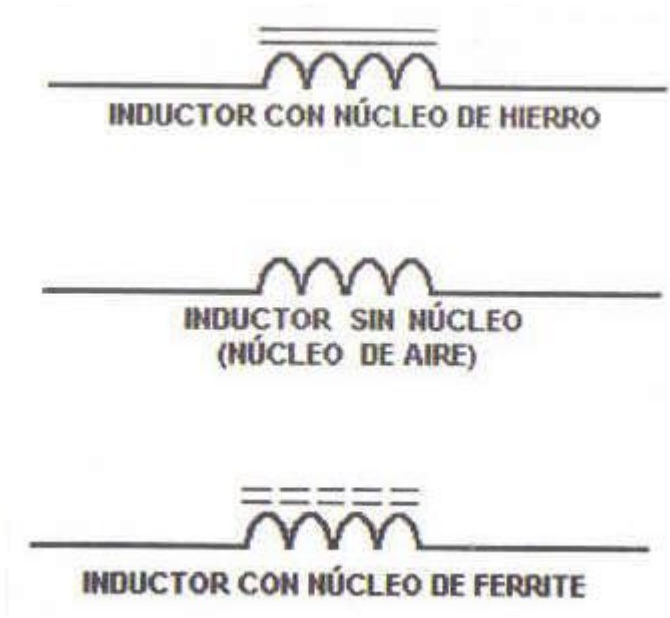 INDUCTOR CON NÚCLEO DE HIERRO
INDUCTOR SIN NÚCLEO
(NÚCLEO DE AIRE)
INDUCTOR CON NÚCLEO DE FERRITE